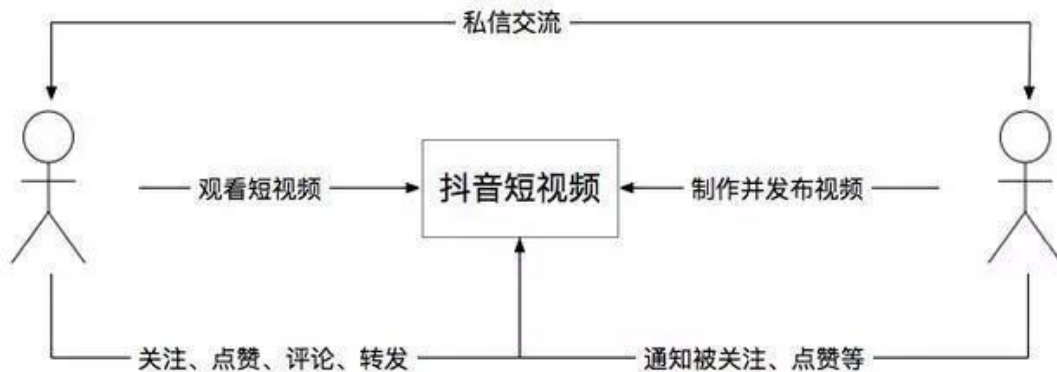 私信交流
观看短视频
抖音短视频
制作并发布视频
关注、点赞、评论、转发
通知被关注、点赞等